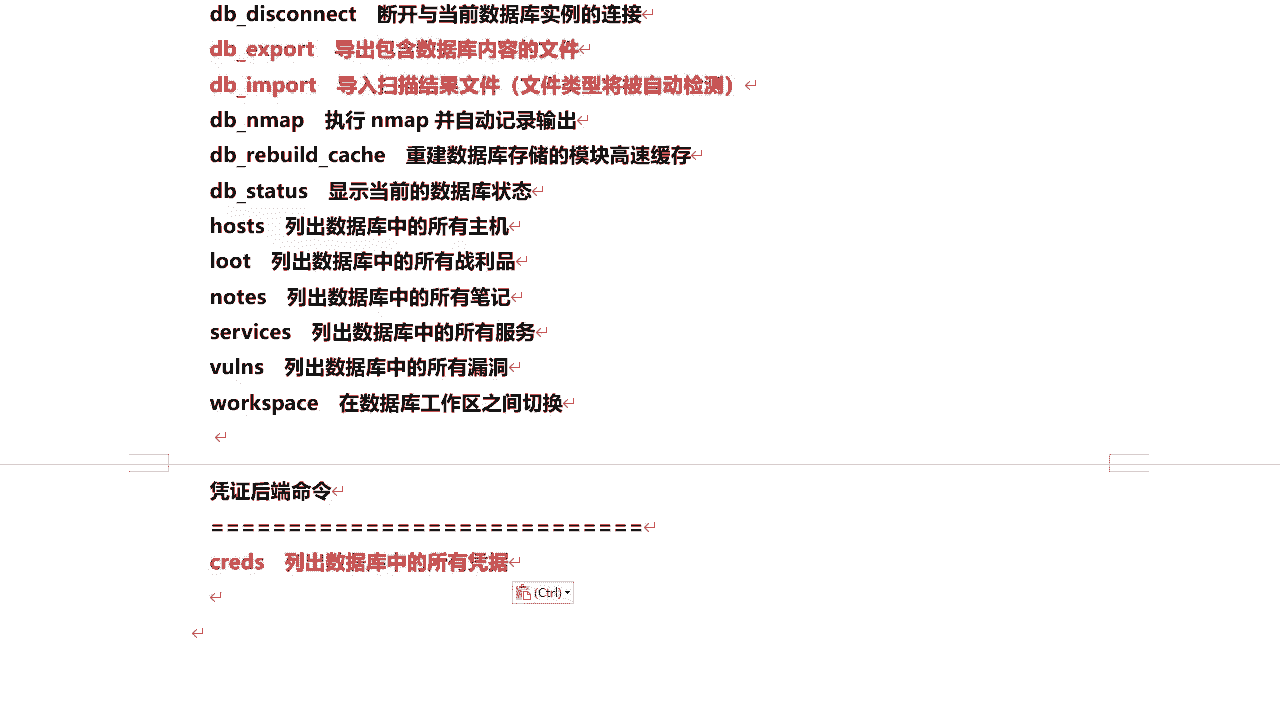 db_disconnect 断开与当前数据库实例的连接
db_export 导出包含数据库内容的文件
db_import 导入扫描结果文件（文件类型将被自动检测）
db_nmap 执行 nmap 并自动记录输出
db_rebuild_cache 重建数据库存储的模块高速缓存
db_status 显示当前的数据库状态
hosts 列出数据库中的所有主机
loot 列出数据库中的所有战利品
notes 列出数据库中的所有笔记
services 列出数据库中的所有服务
vulns 列出数据库中的所有漏洞
workspace 在数据库工作区之间切换
凭证后端命令
============================
creds 列出数据库中的所有凭据
(Ctrl)